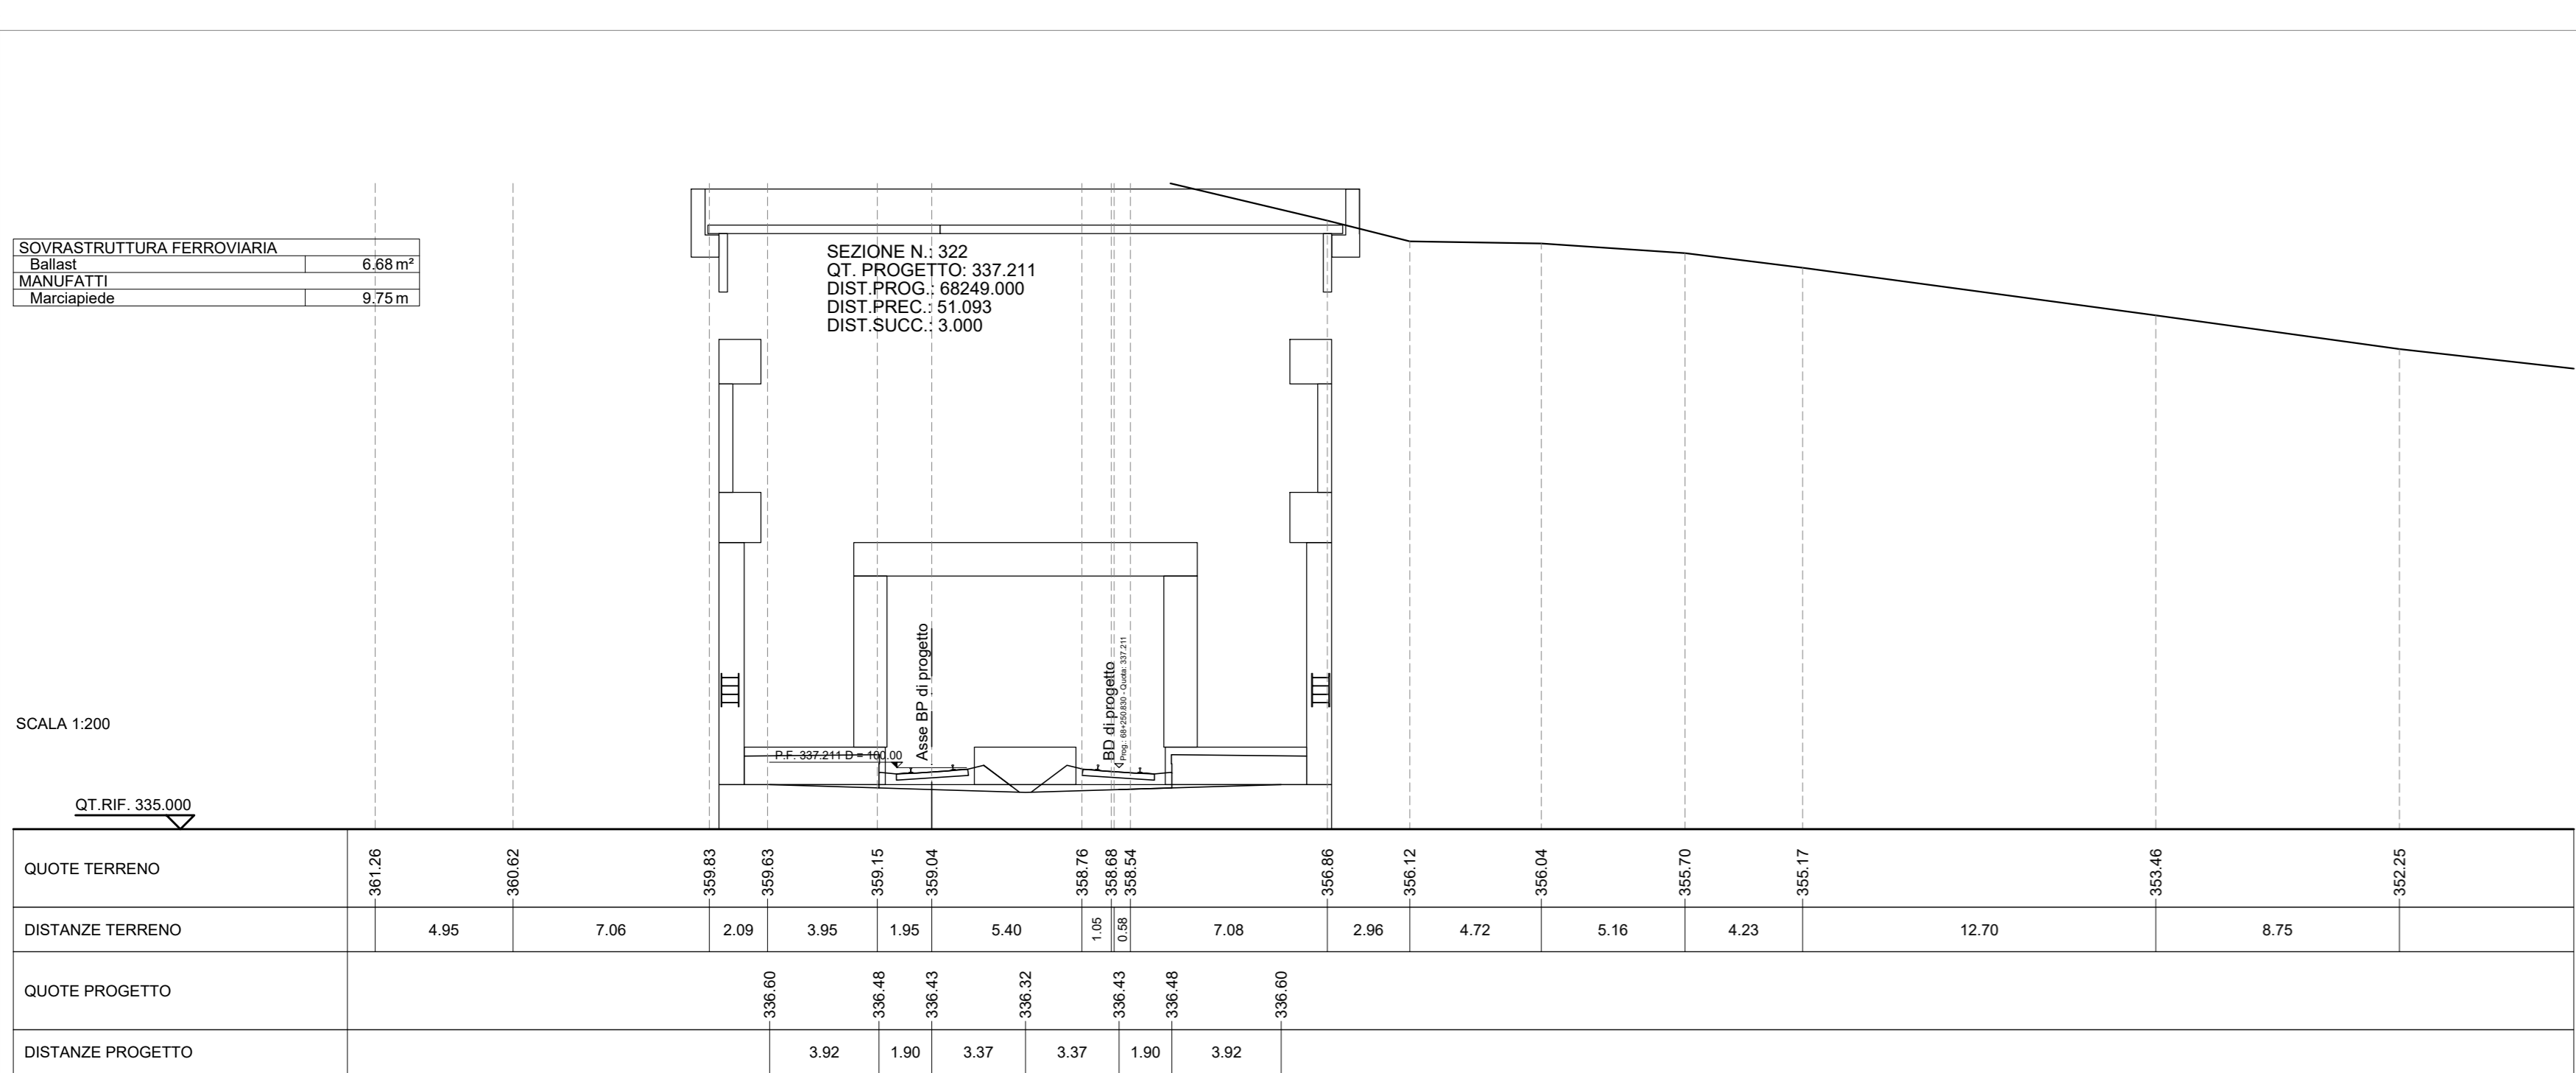 SOVRASTRUTTURA FERROVIARIA
Ballast 6.68 m²
MANUFATTI
Marciapiede 9.75 m
SEZIONE N.: 322
QT. PROGETTO: 337.211
DIST.PROG.: 68249.000
DIST.PREC.: 51.093
DIST.SUCC.: 3.000
Asse BP di progetto
BD di progetto
Prog.: 68+250.830 - Quota: 337.211
P.F. 337.211 D = 100.00
SCALA 1:200
QT.RIF. 335.000
QUOTE TERRENO 361.26 360.62 359.83 359.63 359.15 359.04 358.76 358.68 358.54 356.86 356.12 356.04 355.70 355.17 353.46 352.25
DISTANZE TERRENO 4.95 7.06 2.09 3.95 1.95 5.40 1.05 0.58 7.08 2.96 4.72 5.16 4.23 12.70 8.75
QUOTE PROGETTO 336.60 336.48 336.43 336.32 336.43 336.48 336.60
DISTANZE PROGETTO 3.92 1.90 3.37 3.37 1.90 3.92